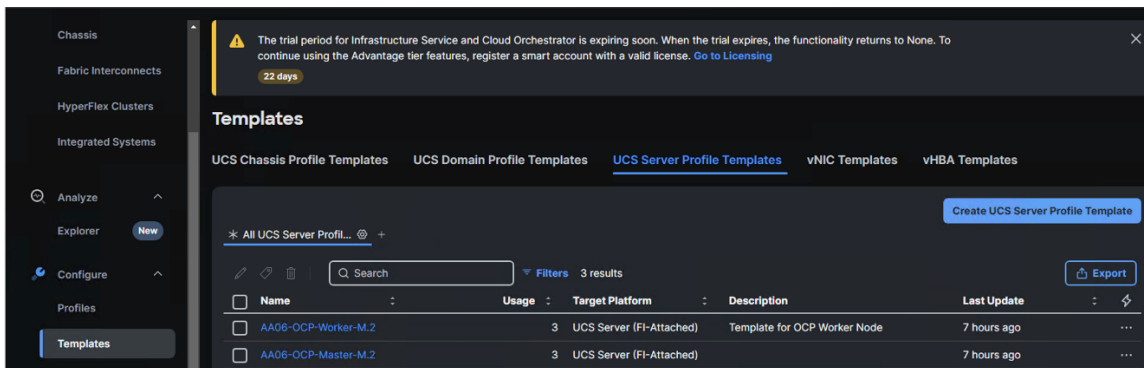 Chassis
Fabric Interconnects
HyperFlex Clusters
Integrated Systems
Analyze
Explorer New
Configure
Profiles
Templates
The trial period for Infrastructure Service and Cloud Orchestrator is expiring soon. When the trial expires, the functionality returns to None. To
continue using the Advantage tier features, register a smart account with a valid license. Go to Licensing
22 days
Templates
UCS Chassis Profile Templates UCS Domain Profile Templates UCS Server Profile Templates vNIC Templates vHBA Templates
Create UCS Server Profile Template
All UCS Server Profil... +
Search Filters 3 results Export
Name Usage Target Platform Description Last Update
AA06-OCP-Worker-M.2 3 UCS Server (FI-Attached) Template for OCP Worker Node 7 hours ago ...
AA06-OCP-Master-M.2 3 UCS Server (FI-Attached) 7 hours ago ...